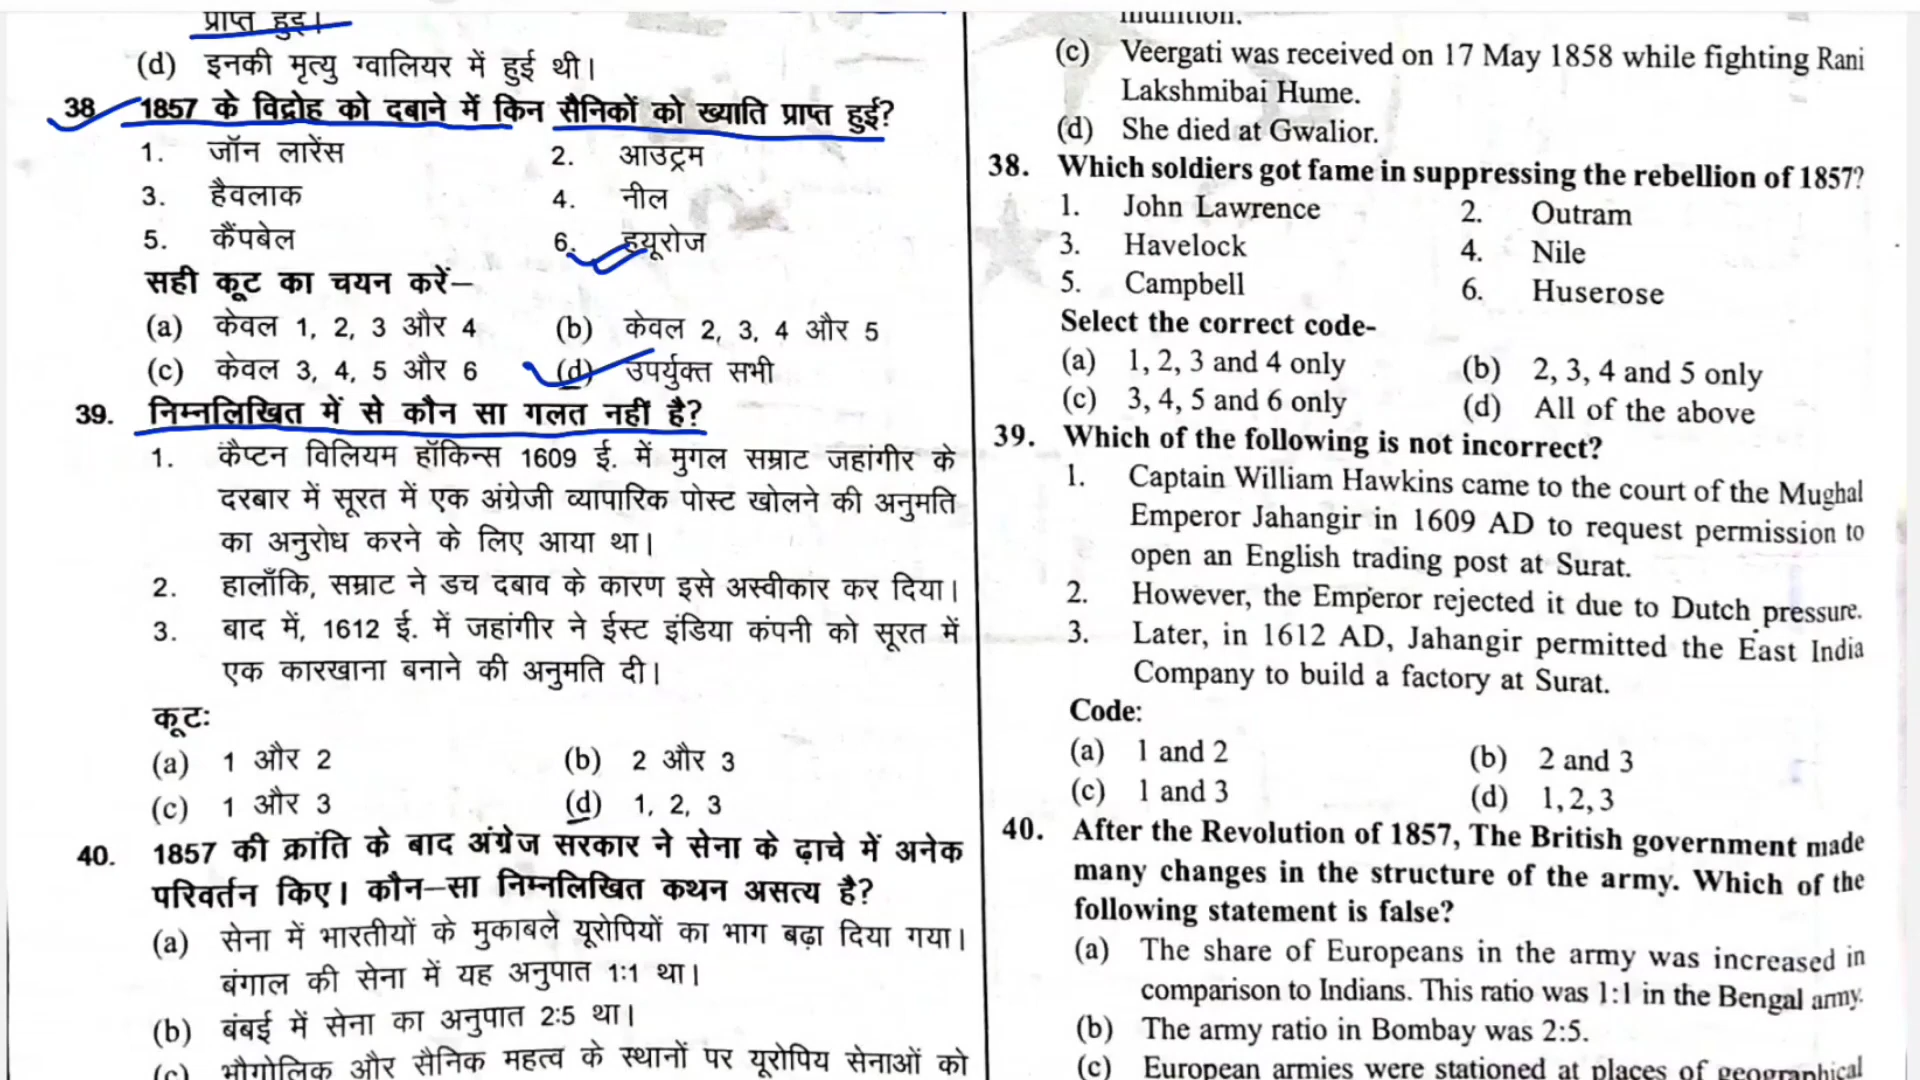 प्राप्त हुई।
(d) इनकी मृत्यु ग्वालियर में हुई थी।
38 1857 के विद्रोह को दबाने में किन सैनिकों को ख्याति प्राप्त हुई?
1. जॉन लारेंस 2. आउट्रम
3. हैवलाक 4. नील
5. कैंपबेल 6. ह्यूरोज
सही कूट का चयन करें–
(a) केवल 1, 2, 3 और 4 (b) केवल 2, 3, 4 और 5
(c) केवल 3, 4, 5 और 6 (d) उपर्युक्त सभी
39. निम्नलिखित में से कौन सा गलत नहीं है?
1. कैप्टन विलियम हॉकिन्स 1609 ई. में मुगल सम्राट जहांगीर के
दरबार में सूरत में एक अंग्रेजी व्यापारिक पोस्ट खोलने की अनुमति
का अनुरोध करने के लिए आया था।
2. हालाँकि, सम्राट ने डच दबाव के कारण इसे अस्वीकार कर दिया।
3. बाद में, 1612 ई. में जहांगीर ने ईस्ट इंडिया कंपनी को सूरत में
एक कारखाना बनाने की अनुमति दी।
कूटः
(a) 1 और 2 (b) 2 और 3
(c) 1 और 3 (d) 1, 2, 3
40. 1857 की क्रांति के बाद अंग्रेज सरकार ने सेना के ढ़ाचे में अनेक
परिवर्तन किए। कौन–सा निम्नलिखित कथन असत्य है?
(a) सेना में भारतीयों के मुकाबले यूरोपियों का भाग बढ़ा दिया गया।
बंगाल की सेना में यह अनुपात 1:1 था।
(b) बंबई में सेना का अनुपात 2:5 था।
(c) भौगोलिक और सैनिक महत्व के स्थानों पर यूरोपिय सेनाओं को
munition.
(c) Veergati was received on 17 May 1858 while fighting Rani
Lakshmibai Hume.
(d) She died at Gwalior.
38. Which soldiers got fame in suppressing the rebellion of 1857?
1. John Lawrence 2. Outram
3. Havelock 4. Nile
5. Campbell 6. Huserose
Select the correct code-
(a) 1, 2, 3 and 4 only (b) 2, 3, 4 and 5 only
(c) 3, 4, 5 and 6 only (d) All of the above
39. Which of the following is not incorrect?
1. Captain William Hawkins came to the court of the Mughal
Emperor Jahangir in 1609 AD to request permission to
open an English trading post at Surat.
2. However, the Emperor rejected it due to Dutch pressure.
3. Later, in 1612 AD, Jahangir permitted the East India
Company to build a factory at Surat.
Code:
(a) 1 and 2 (b) 2 and 3
(c) 1 and 3 (d) 1,2,3
40. After the Revolution of 1857, The British government made
many changes in the structure of the army. Which of the
following statement is false?
(a) The share of Europeans in the army was increased in
comparison to Indians. This ratio was 1:1 in the Bengal army.
(b) The army ratio in Bombay was 2:5.
(c) European armies were stationed at places of geographical